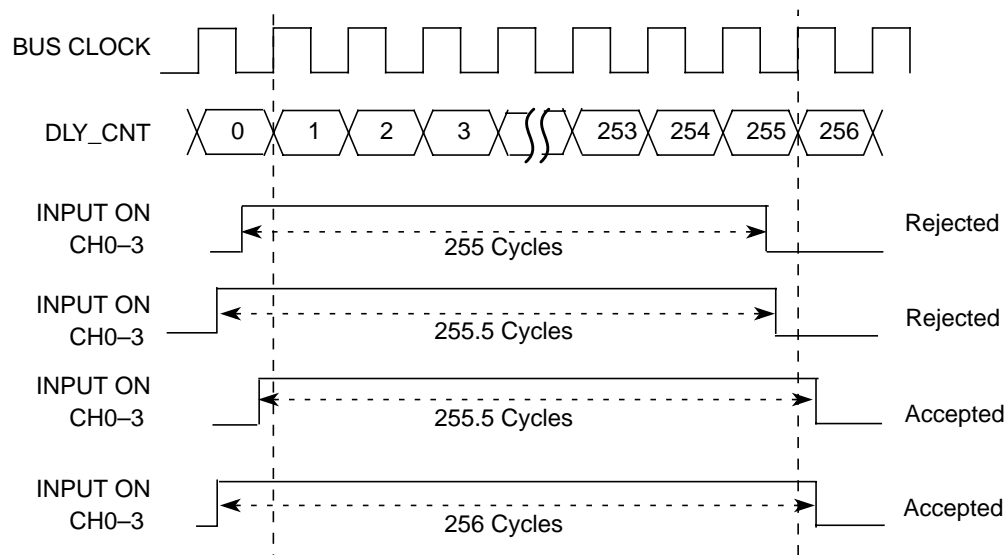 BUS CLOCK
DLY_CNT
0 1 2 3 253 254 255 256
INPUT ON
CH0–3
255 Cycles
Rejected
INPUT ON
CH0–3
255.5 Cycles
Rejected
INPUT ON
CH0–3
255.5 Cycles
Accepted
INPUT ON
CH0–3
256 Cycles
Accepted